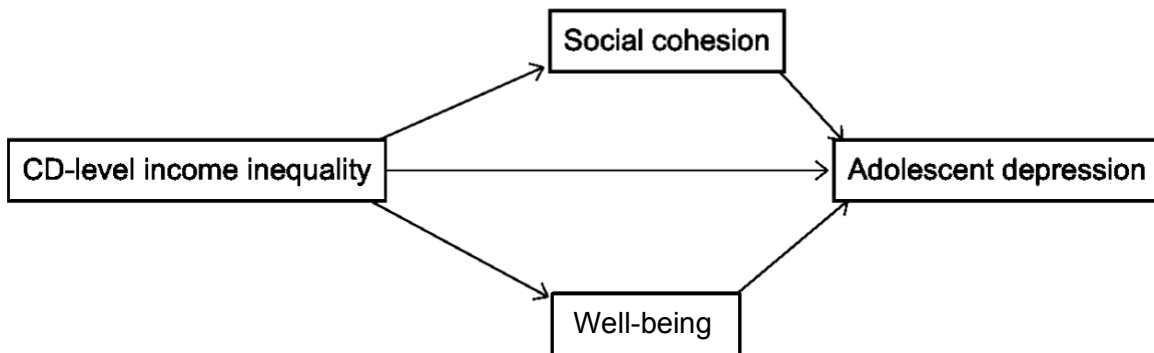 Social cohesion
CD-level income inequality
Adolescent depression
Well-being